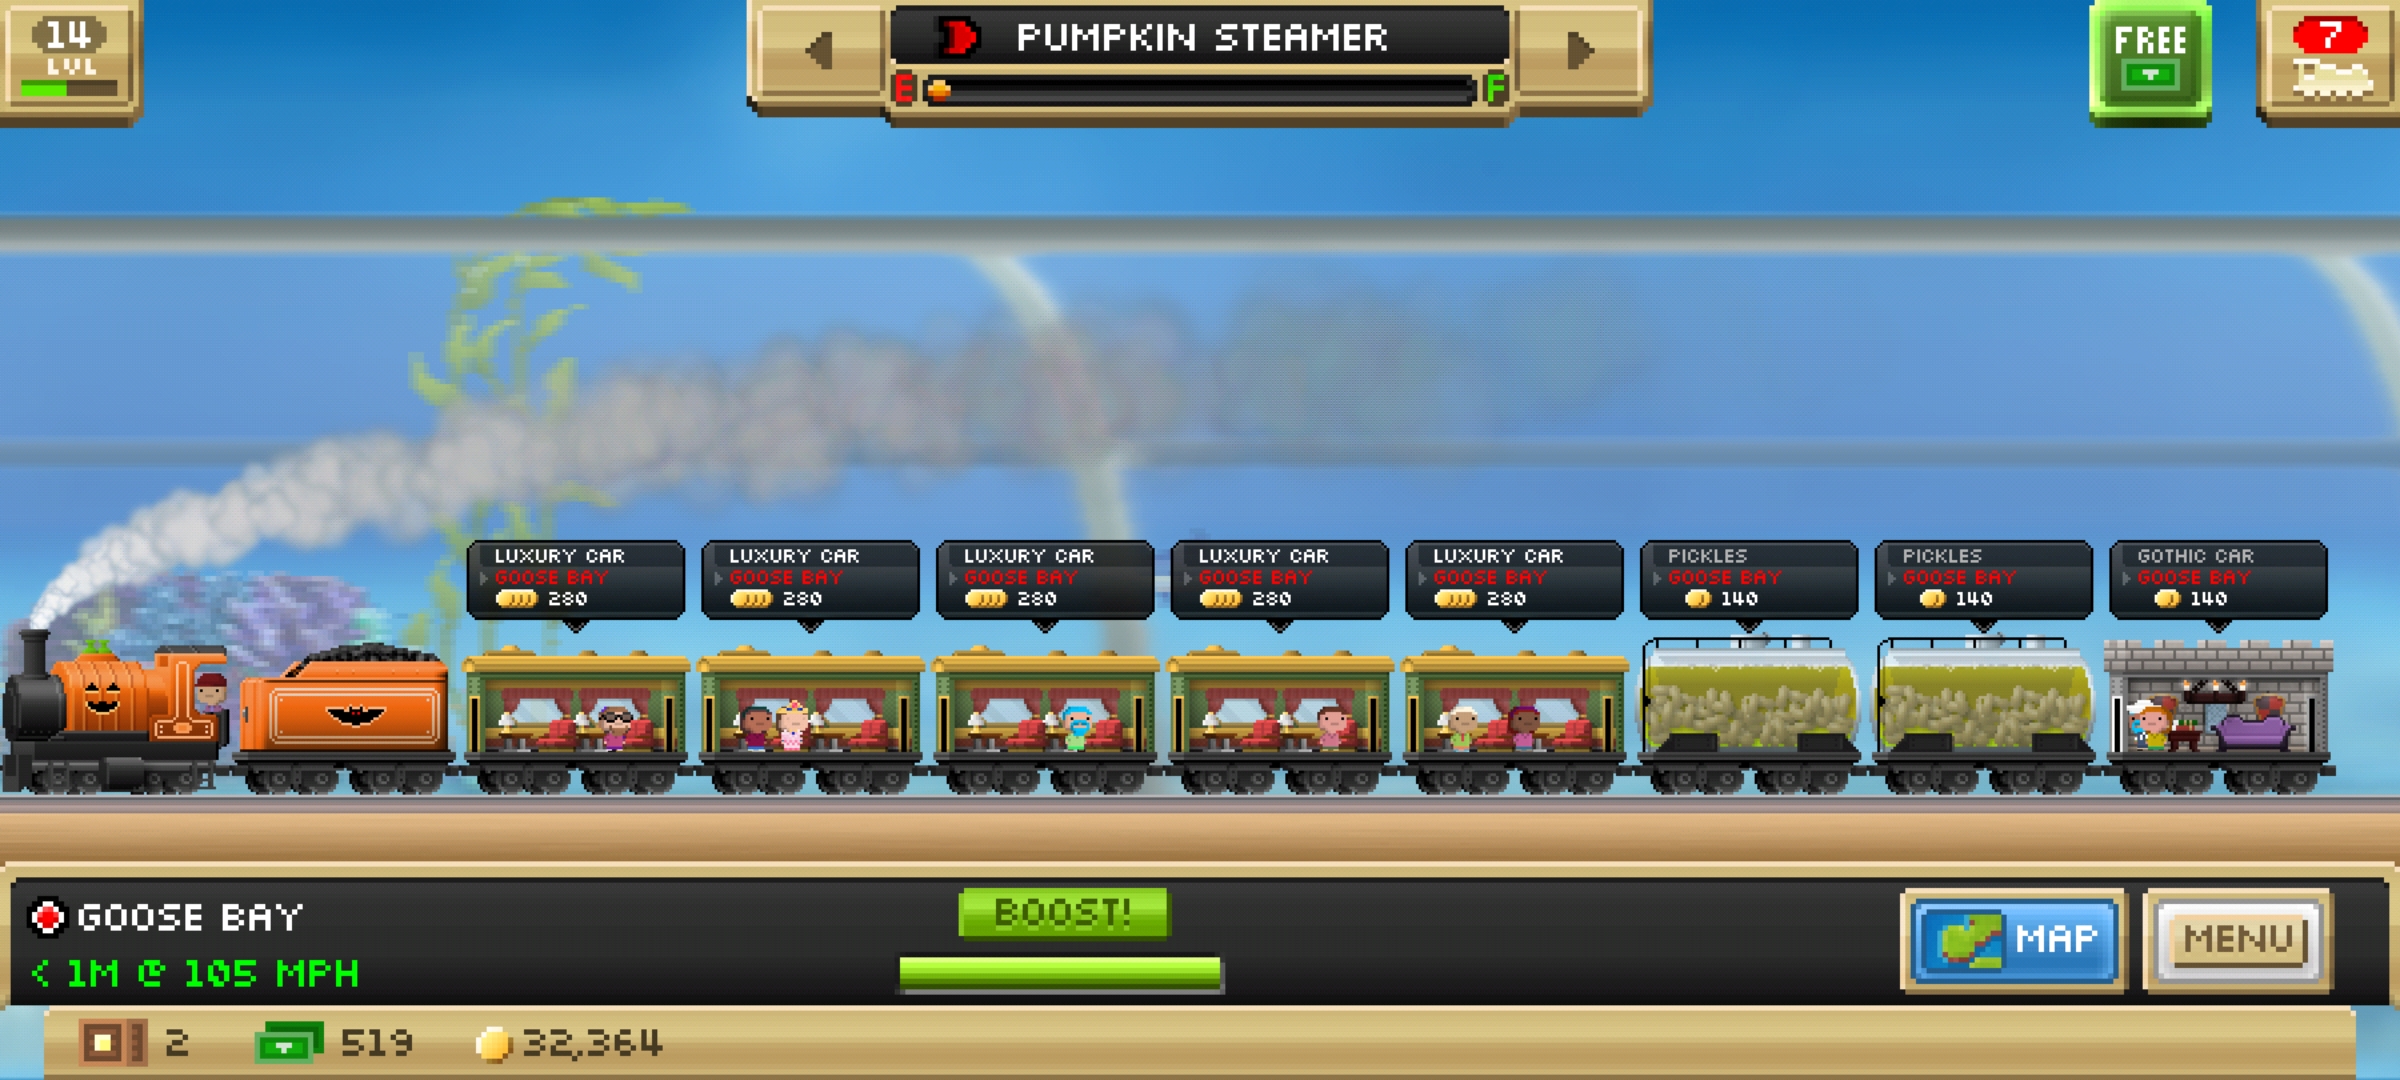 14
LVL
PUMPKIN STEAMER
E F
FREE
7
LUXURY CAR
GOOSE BAY
280
LUXURY CAR
GOOSE BAY
280
LUXURY CAR
GOOSE BAY
280
LUXURY CAR
GOOSE BAY
280
LUXURY CAR
GOOSE BAY
280
PICKLES
GOOSE BAY
140
PICKLES
GOOSE BAY
140
GOTHIC CAR
GOOSE BAY
140
GOOSE BAY
< 1M @ 105 MPH
BOOST!
MAP
MENU
2
519
32,364